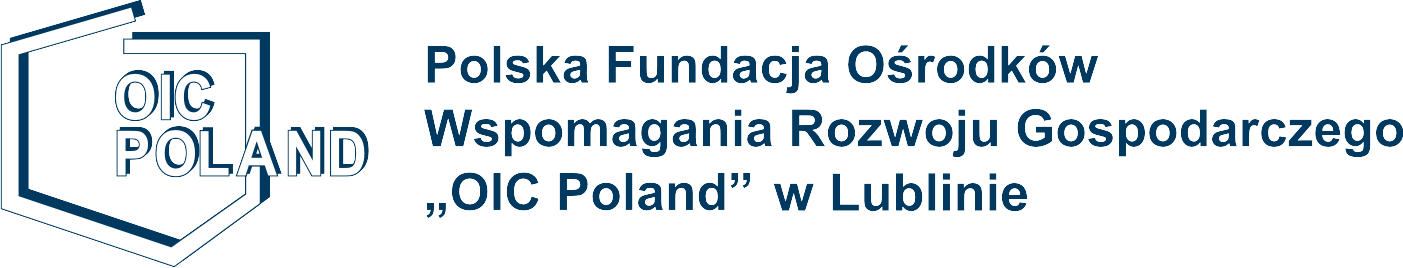 OIC
POLAND
Polska Fundacja Ośrodków
Wspomagania Rozwoju Gospodarczego
„OIC Poland” w Lublinie